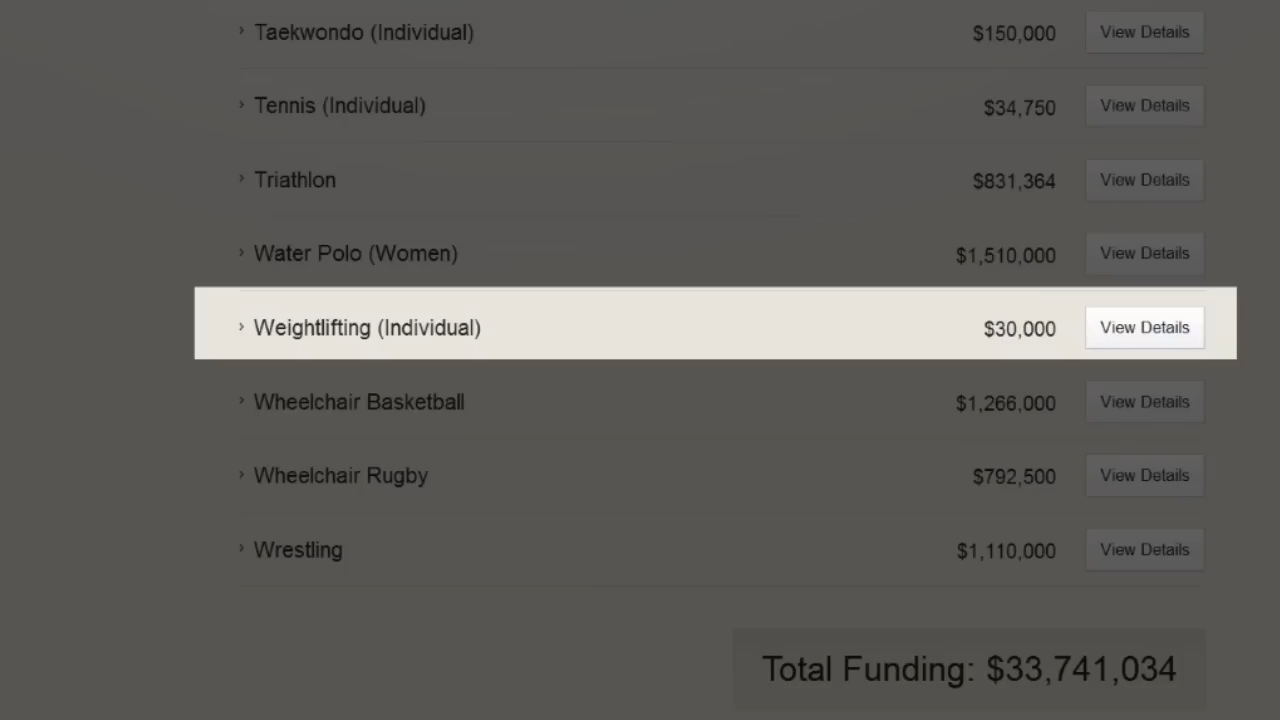 › Taekwondo (Individual) $150,000 View Details
› Tennis (Individual) $34,750 View Details
› Triathlon $831,364 View Details
› Water Polo (Women) $1,510,000 View Details
› Weightlifting (Individual) $30,000 View Details
› Wheelchair Basketball $1,266,000 View Details
› Wheelchair Rugby $792,500 View Details
› Wrestling $1,110,000 View Details
Total Funding: $33,741,034